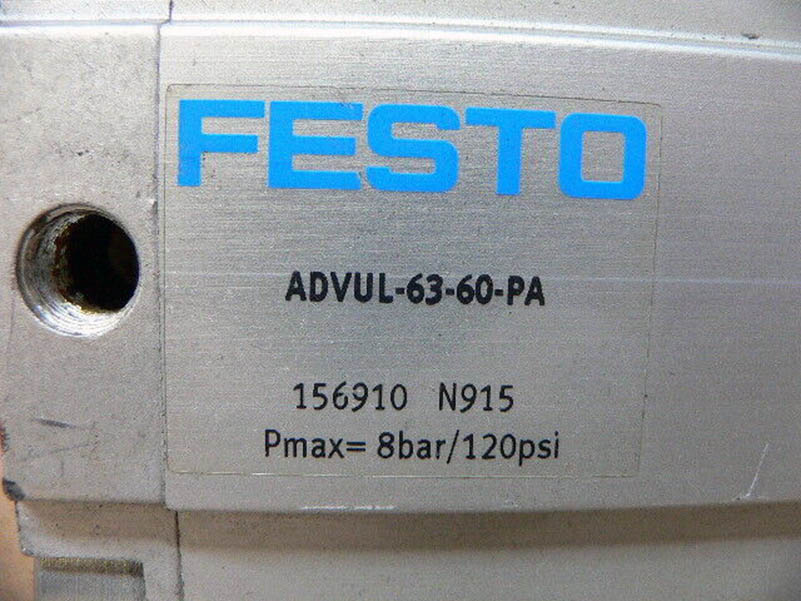 FESTO
ADVUL-63-60-PA
156910 N915
Pmax= 8bar/120psi